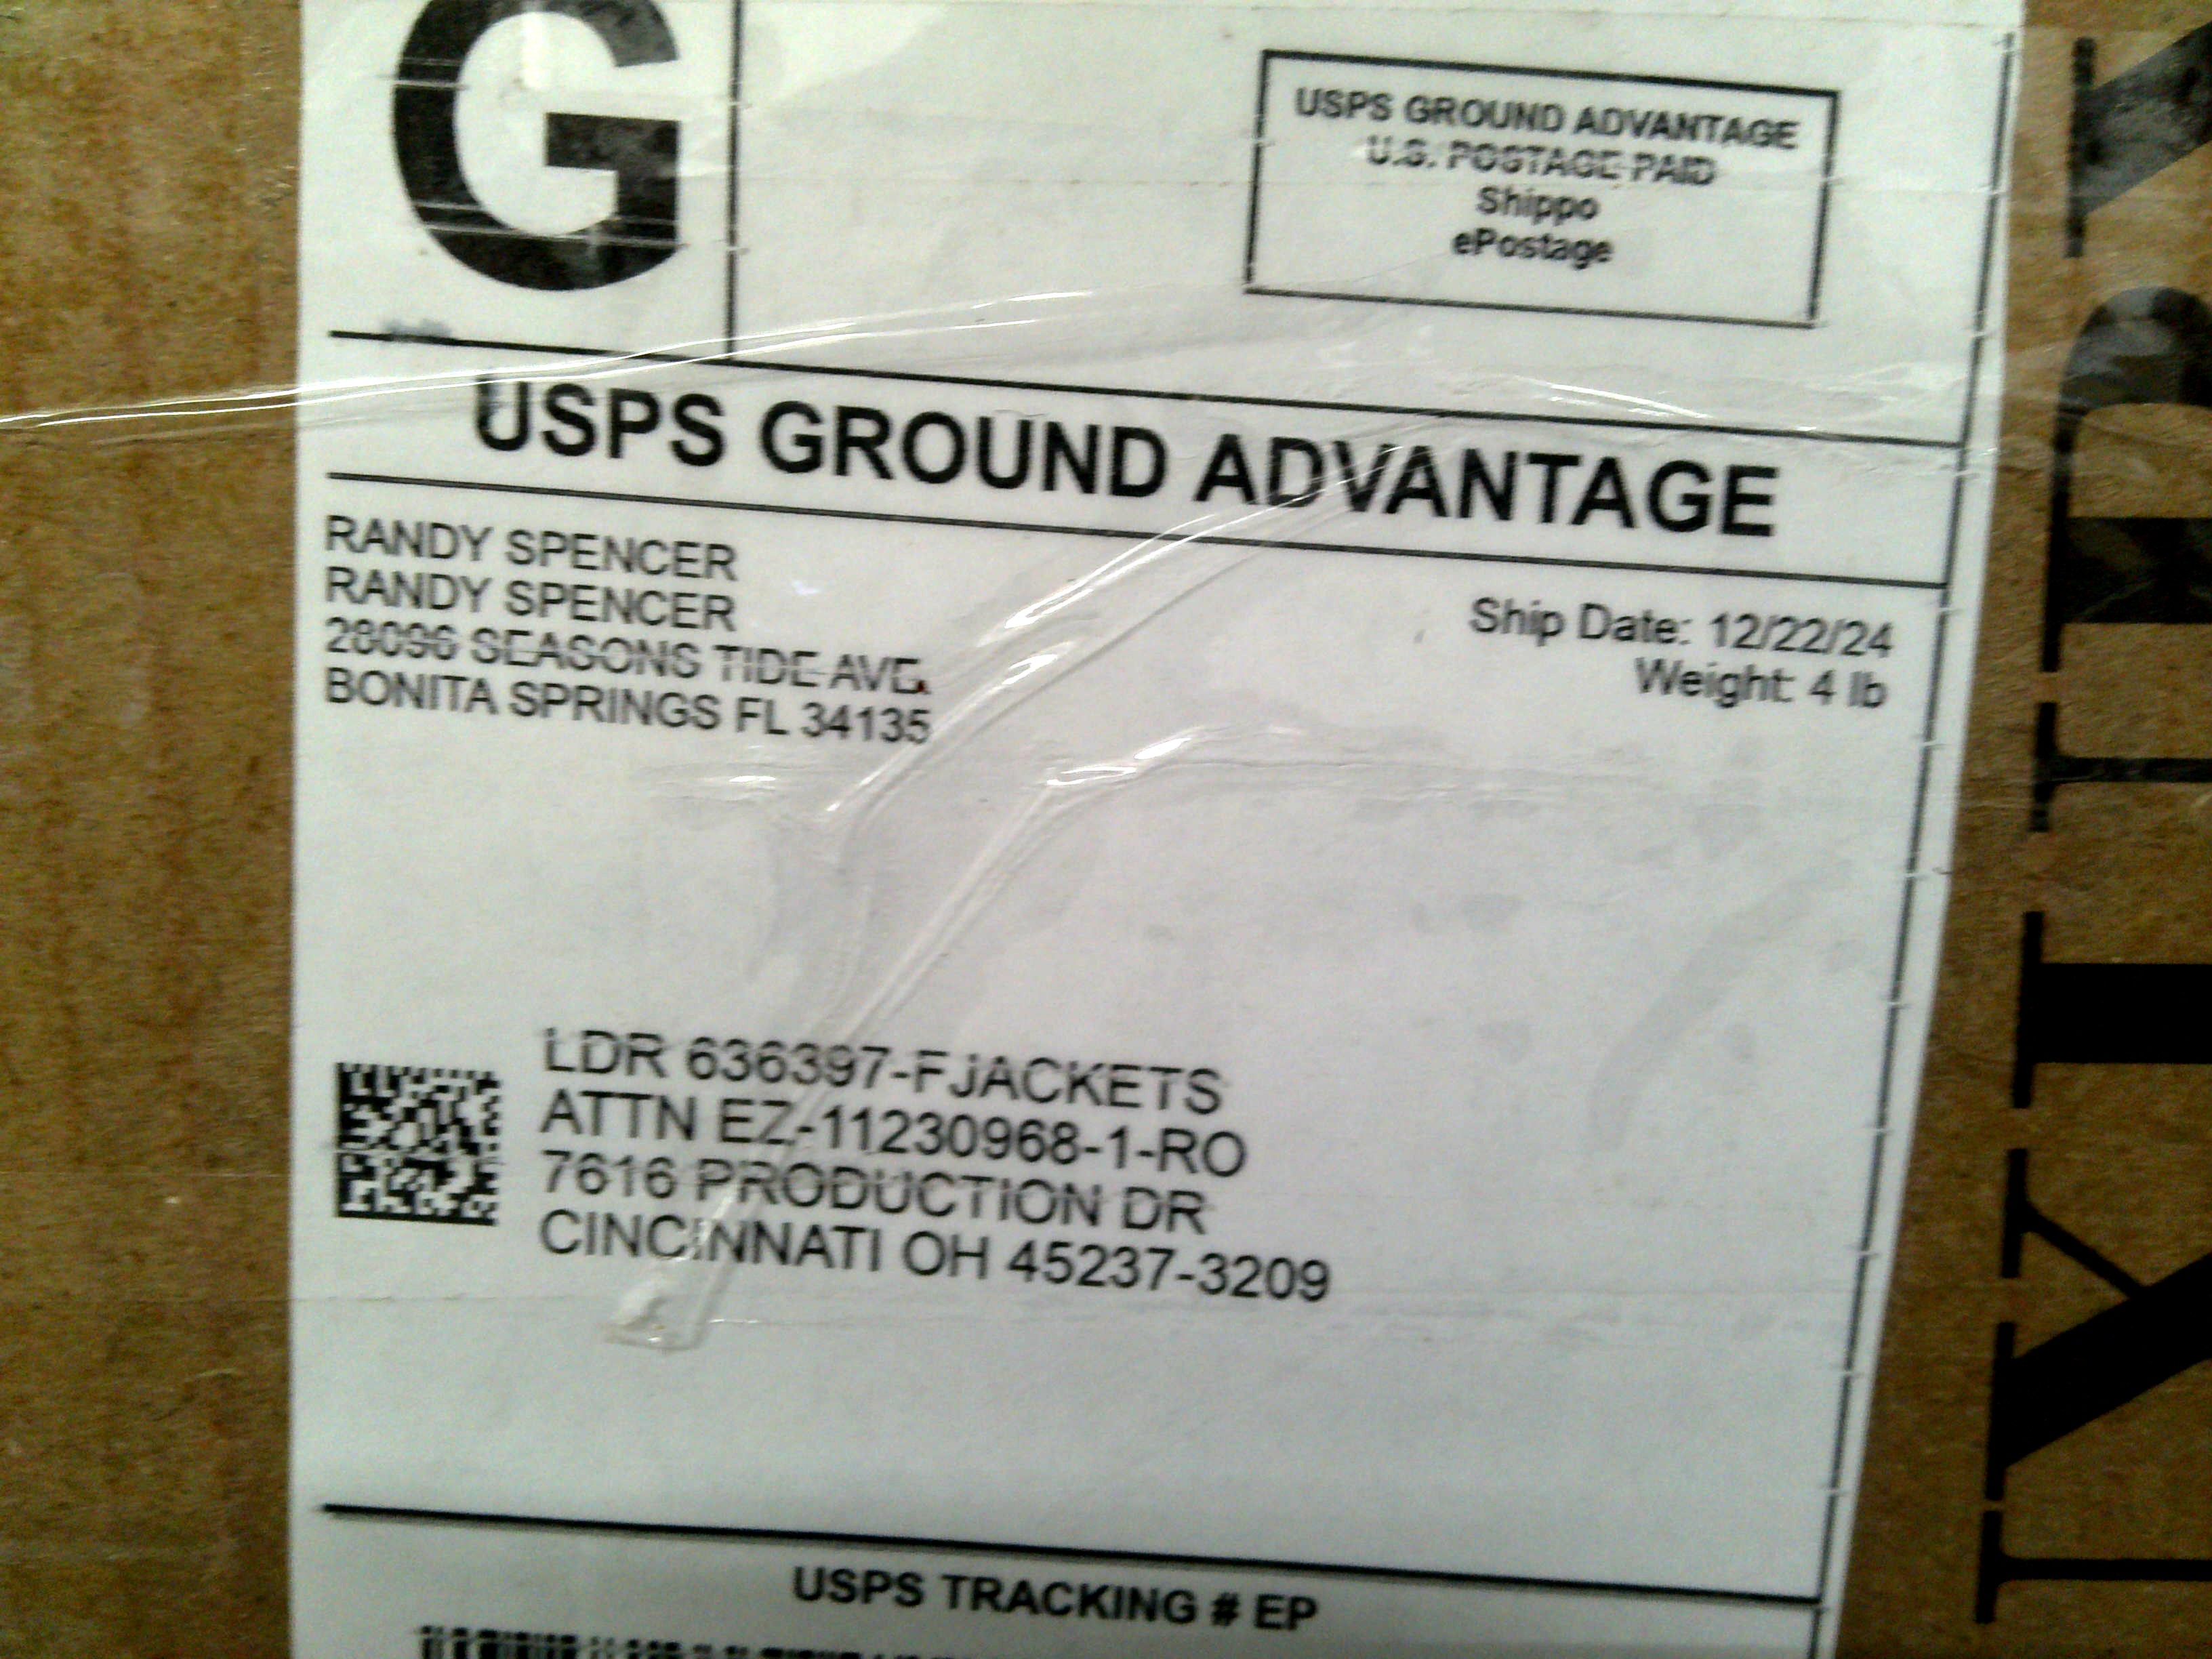 G
USPS GROUND ADVANTAGE
U.S. POSTAGE PAID
Shippo
ePostage
USPS GROUND ADVANTAGE
RANDY SPENCER
RANDY SPENCER
28096 SEASONS TIDE AVE.
BONITA SPRINGS FL 34135
Ship Date: 12/22/24
Weight: 4 lb
LDR 636397-FJACKETS
ATTN EZ-11230968-1-RO
7616 PRODUCTION DR
CINCINNATI OH 45237-3209
USPS TRACKING # EP